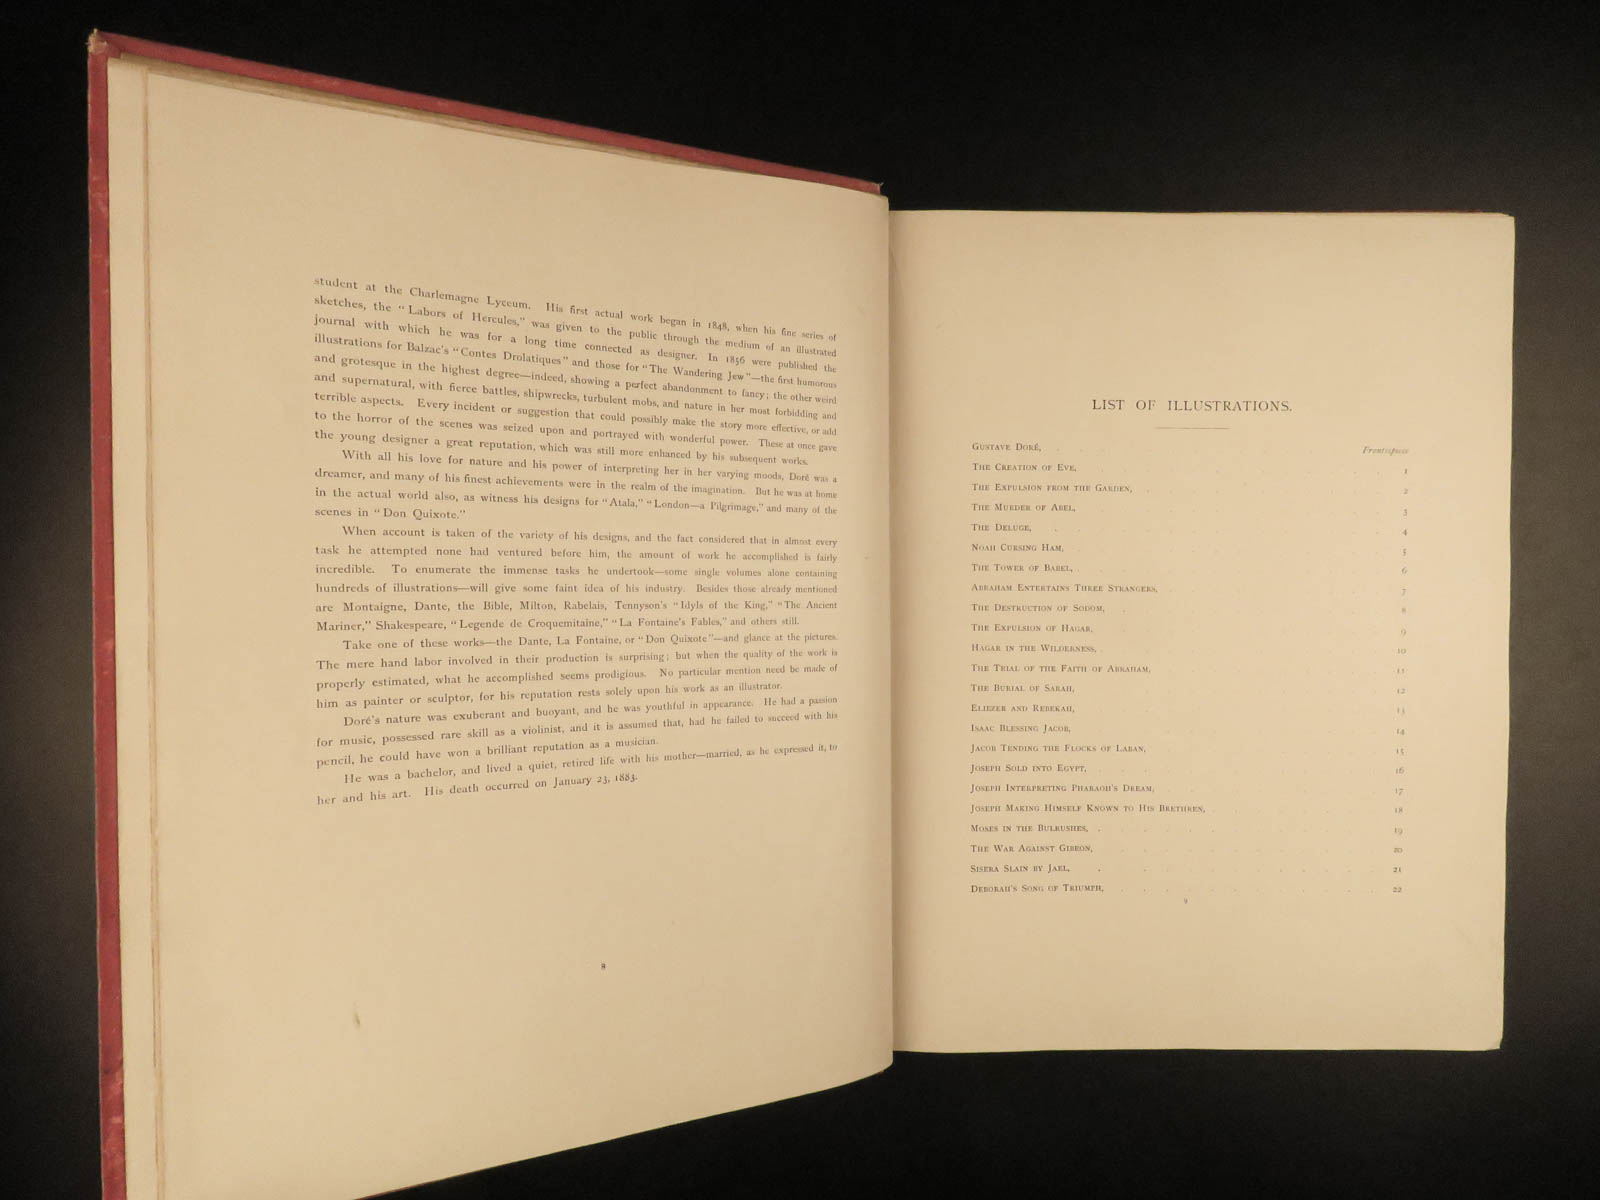 student at the Charlemagne Lyceum. His first actual work began in 1848, when his fine series of
sketches, the "Labors of Hercules," was given to the public through the medium of an illustrated
journal with which he was for a long time connected as designer. In 1856 were published the
illustrations for Balzac's "Contes Drolatiques" and those for "The Wandering Jew"—the first humorous
and grotesque in the highest degree—indeed, showing a perfect abandonment to fancy; the other weird
and supernatural, with fierce battles, shipwrecks, turbulent mobs, and nature in her most forbidding and
terrible aspects. Every incident or suggestion that could possibly make the story more effective, or add
to the horror of the scenes was seized upon and portrayed with wonderful power. These at once gave
the young designer a great reputation, which was still more enhanced by his subsequent works.
With all his love for nature and his power of interpreting her in her varying moods, Doré was a
dreamer, and many of his finest achievements were in the realm of the imagination. But he was at home
in the actual world also, as witness his designs for "Atala," "London—a Pilgrimage," and many of the
scenes in "Don Quixote."
When account is taken of the variety of his designs, and the fact considered that in almost every
task he attempted none had ventured before him, the amount of work he accomplished is fairly
incredible. To enumerate the immense tasks he undertook—some single volumes alone containing
hundreds of illustrations—will give some faint idea of his industry. Besides those already mentioned
are Montaigne, Dante, the Bible, Milton, Rabelais, Tennyson's "Idyls of the King," "The Ancient
Mariner," Shakespeare, "Legende de Croquemitaine," "La Fontaine's Fables," and others still.
Take one of these works—the Dante, La Fontaine, or "Don Quixote"—and glance at the pictures.
The mere hand labor involved in their production is surprising; but when the quality of the work is
properly estimated, what he accomplished seems prodigious. No particular mention need be made of
him as painter or sculptor, for his reputation rests solely upon his work as an illustrator.
Doré's nature was exuberant and buoyant, and he was youthful in appearance. He had a passion
for music, possessed rare skill as a violinist, and it is assumed that, had he failed to succeed with his
pencil, he could have won a brilliant reputation as a musician.
He was a bachelor, and lived a quiet, retired life with his mother—married, as he expressed it, to
her and his art. His death occurred on January 23, 1883.
8
LIST OF ILLUSTRATIONS.
Gustave Doré, Frontispiece
The Creation of Eve, 1
The Expulsion from the Garden, 2
The Murder of Abel, 3
The Deluge, 4
Noah Cursing Ham, 5
The Tower of Babel, 6
Abraham Entertains Three Strangers, 7
The Destruction of Sodom, 8
The Expulsion of Hagar, 9
Hagar in the Wilderness, 10
The Trial of the Faith of Abraham, 11
The Burial of Sarah, 12
Eliezer and Rebekah, 13
Isaac Blessing Jacob, 14
Jacob Tending the Flocks of Laban, 15
Joseph Sold into Egypt, 16
Joseph Interpreting Pharaoh's Dream, 17
Joseph Making Himself Known to His Brethren, 18
Moses in the Bulrushes, 19
The War Against Gibeon, 20
Sisera Slain by Jael, 21
Deborah's Song of Triumph, 22
9